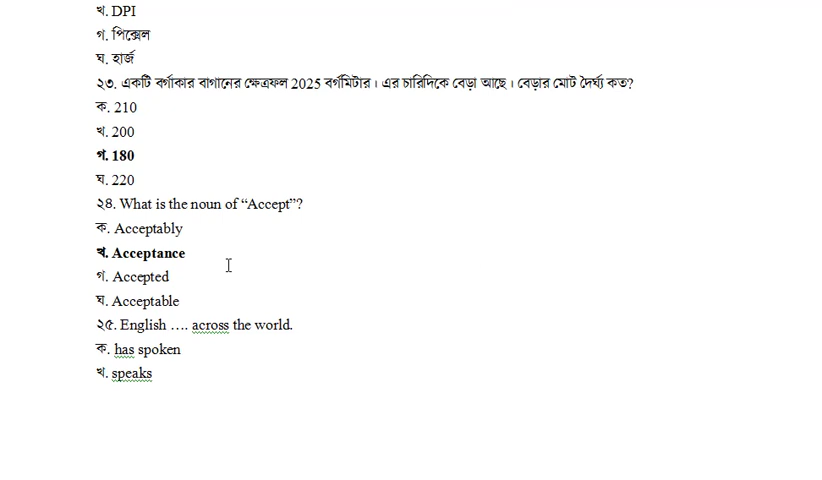 খ. DPI
গ. পিক্সেল
ঘ. হার্জ
২৩. একটি বর্গাকার বাগানের ক্ষেত্রফল 2025 বর্গমিটার। এর চারিদিকে বেড়া আছে। বেড়ার মোট দৈর্ঘ্য কত?
ক. 210
খ. 200
গ. 180
ঘ. 220
২৪. What is the noun of “Accept”?
ক. Acceptably
খ. Acceptance
গ. Accepted
ঘ. Acceptable
২৫. English …. across the world.
ক. has spoken
খ. speaks